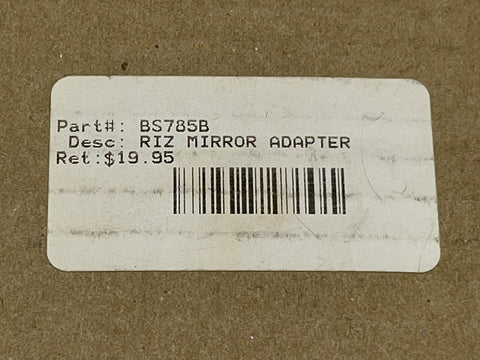 Part#: BS785B
Desc: RIZ MIRROR ADAPTER
Ret:$19.95